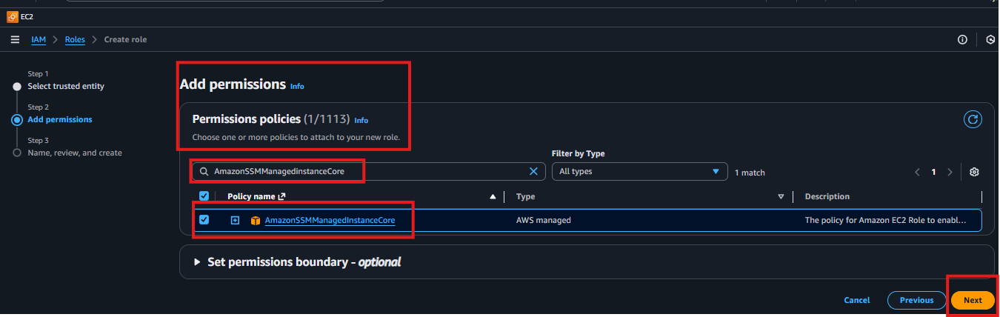 EC2
IAM > Roles > Create role
Step 1
Select trusted entity
Step 2
Add permissions
Step 3
Name, review, and create
Add permissions Info
Permissions policies (1/1113) Info
Choose one or more policies to attach to your new role.
Filter by Type
AmazonSSMManagedinstanceCore
All types
1 match
1
Policy name
Type
Description
AmazonSSMManagedInstanceCore
AWS managed
The policy for Amazon EC2 Role to enabl...
Set permissions boundary - optional
Cancel
Previous
Next